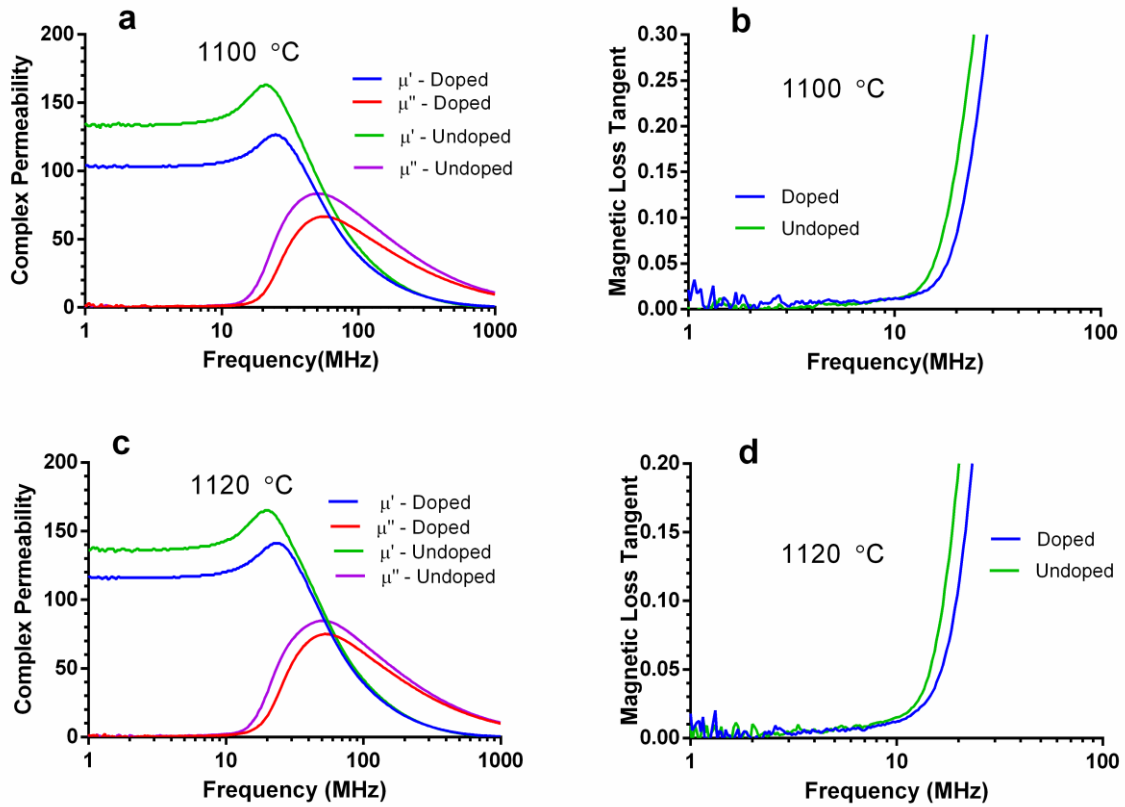 a
1100 °C
μ' - Doped
μ'' - Doped
μ' - Undoped
μ'' - Undoped
Complex Permeability
200
150
100
50
0
1
10
100
1000
Frequency(MHz)
b
1100 °C
Doped
Undoped
Magnetic Loss Tangent
0.30
0.25
0.20
0.15
0.10
0.05
0.00
1
10
100
Frequency(MHz)
c
1120 °C
μ' - Doped
μ'' - Doped
μ' - Undoped
μ'' - Undoped
Complex Permeability
200
150
100
50
0
1
10
100
1000
Frequency (MHz)
d
1120 °C
Doped
Undoped
Magnetic Loss Tangent
0.20
0.15
0.10
0.05
0.00
1
10
100
Frequency (MHz)